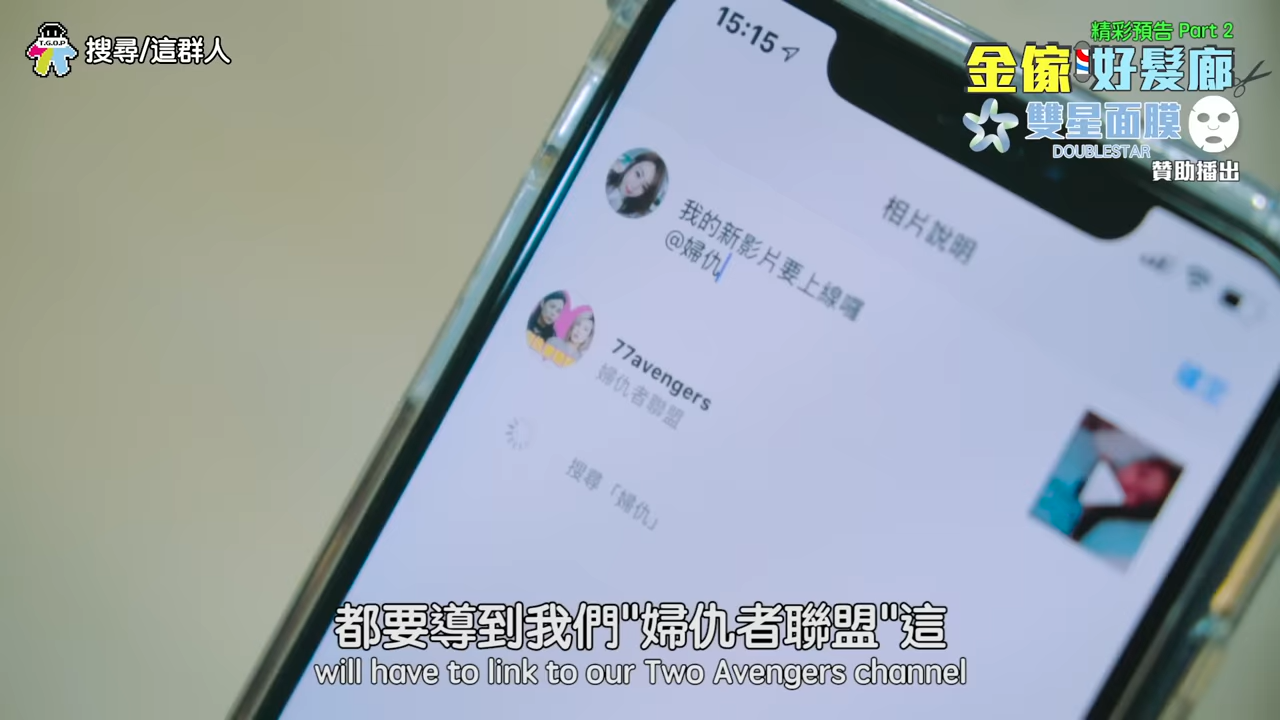 T.G.O.P
搜尋/這群人
精彩預告 Part 2
金傢好髮廊
雙星面膜
DOUBLESTAR
贊助播出
15:15
相片說明
我的新影片要上線囉
@婦仇
77avengers
婦仇者聯盟
搜尋「婦仇」
都要導到我們"婦仇者聯盟"這
will have to link to our Two Avengers channel